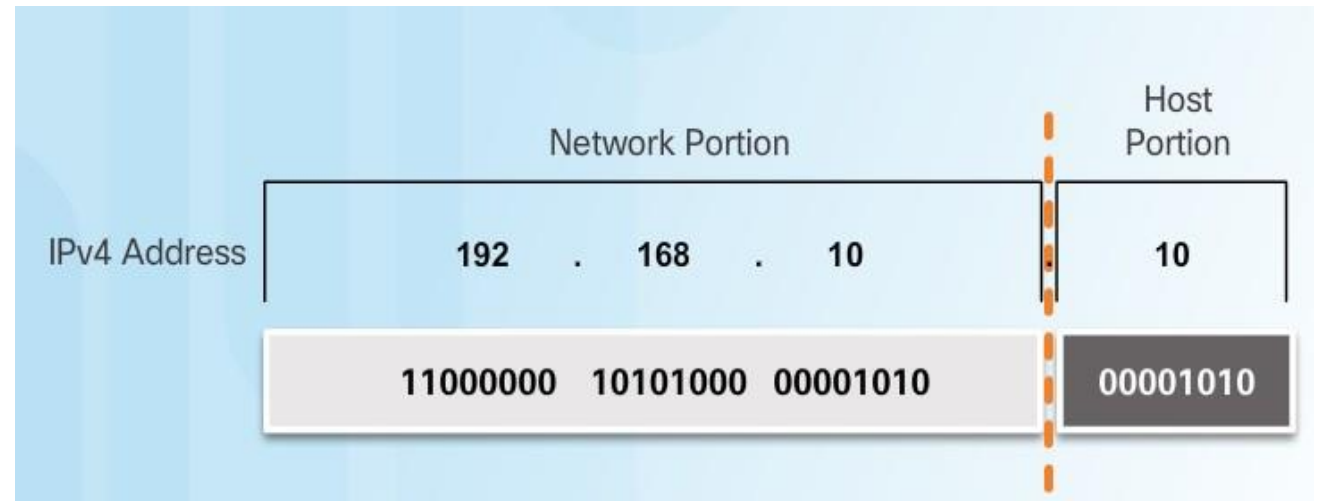 Network Portion
Host
Portion
IPv4 Address 192 . 168 . 10 . 10
11000000 10101000 00001010 00001010